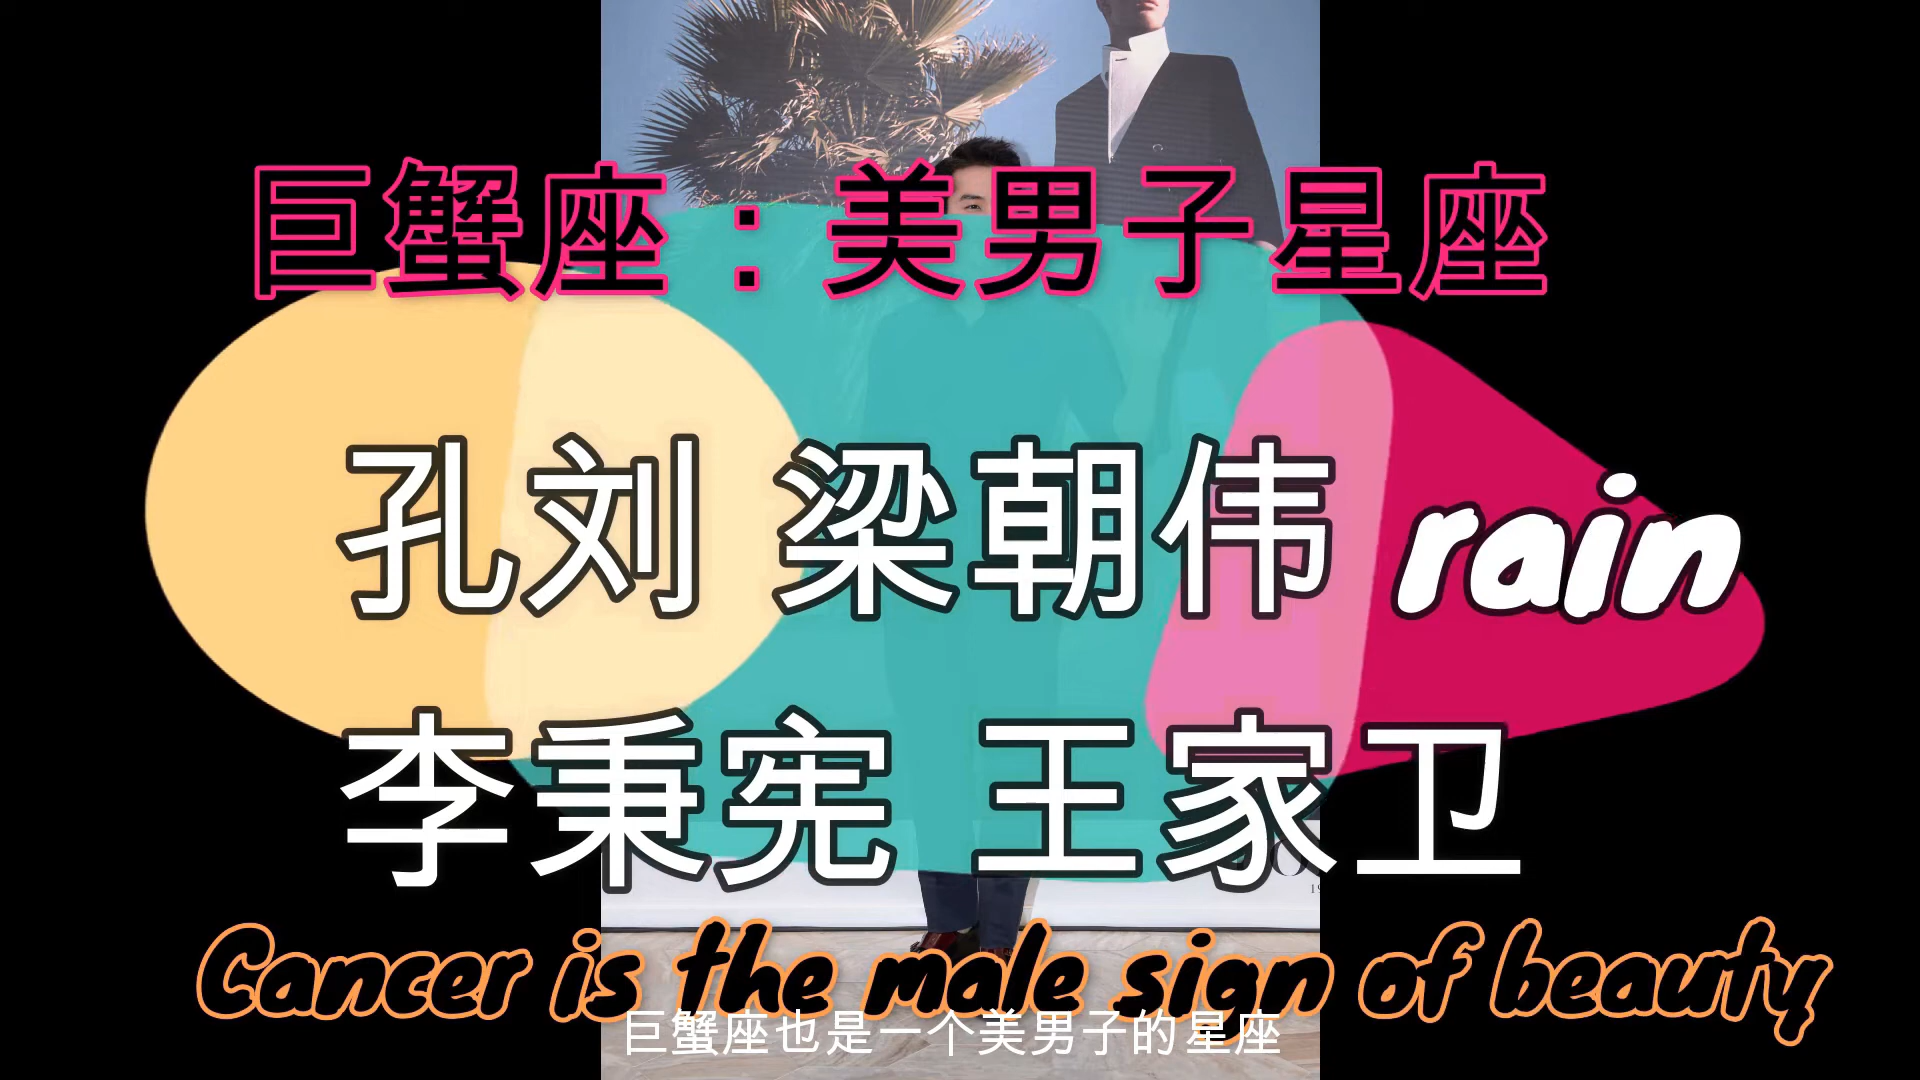 巨蟹座：美男子星座
孔刘 梁朝伟 rain
李秉宪 王家卫
Cancer is the male sign of beauty
巨蟹座也是一个美男子的星座